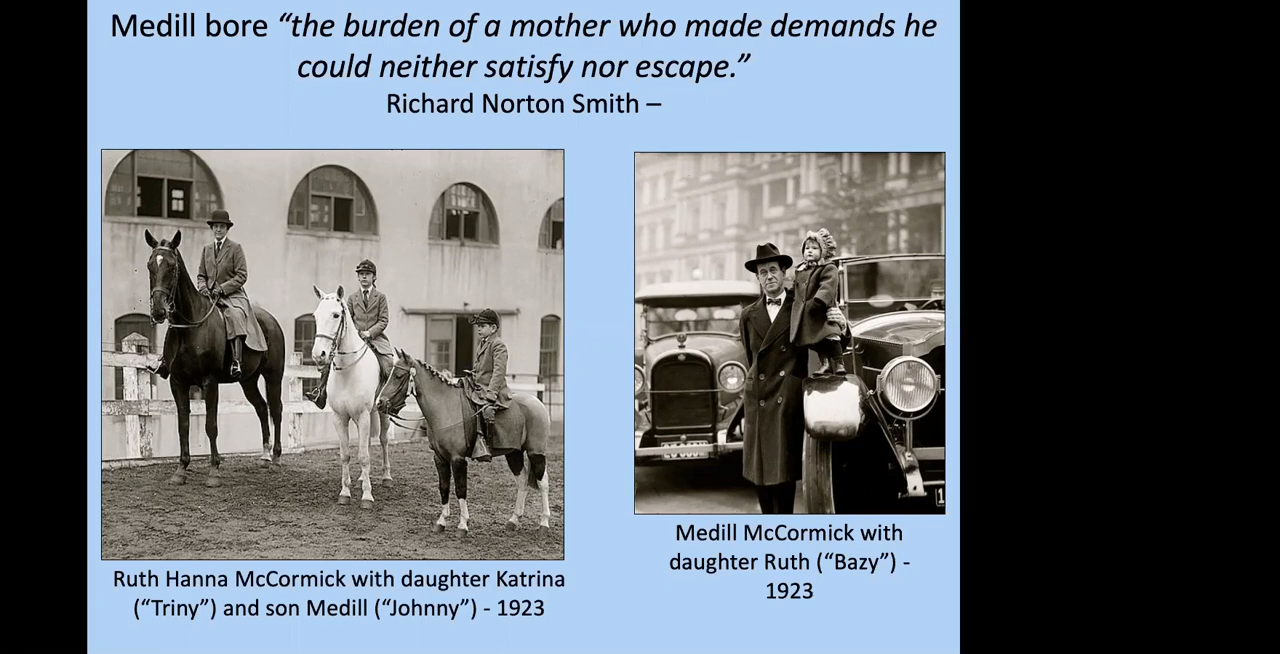 Medill bore “the burden of a mother who made demands he
could neither satisfy nor escape.”
Richard Norton Smith –
Ruth Hanna McCormick with daughter Katrina
(“Triny”) and son Medill (“Johnny”) - 1923
Medill McCormick with
daughter Ruth (“Bazy”) -
1923